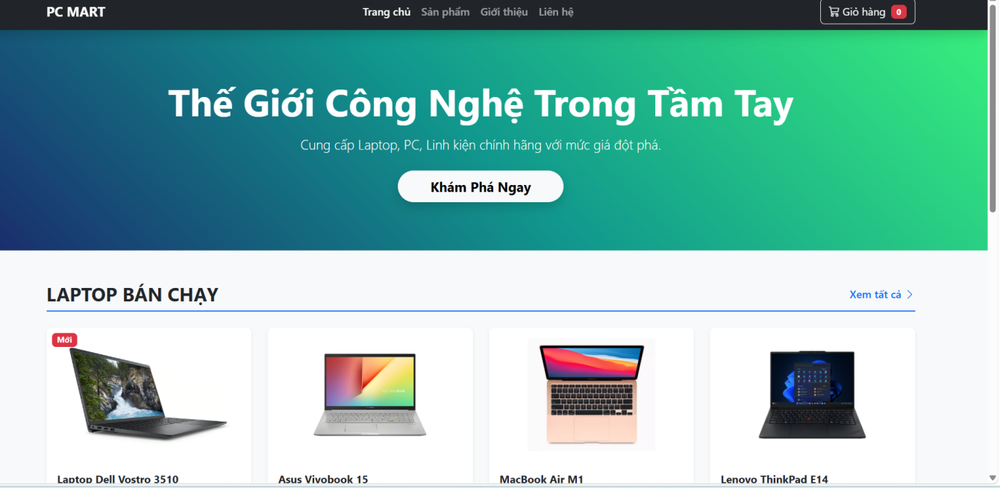 PC MART
Trang chủ Sản phẩm Giới thiệu Liên hệ
Giỏ hàng 0
Thế Giới Công Nghệ Trong Tầm Tay
Cung cấp Laptop, PC, Linh kiện chính hãng với mức giá đột phá.
Khám Phá Ngay
LAPTOP BÁN CHẠY
Xem tất cả
Mới
Laptop Dell Vostro 3510
Asus Vivobook 15
MacBook Air M1
Lenovo ThinkPad E14